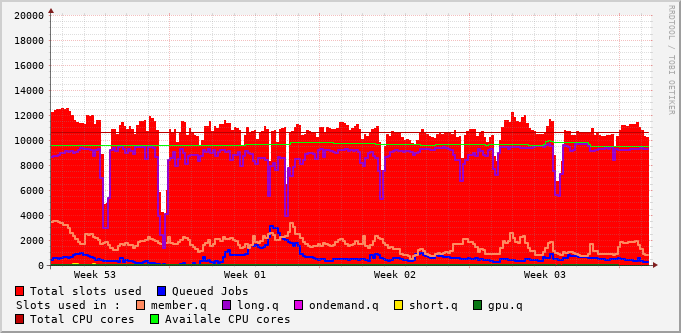 20000
18000
16000
14000
12000
10000
8000
6000
4000
2000
0
Week 53 Week 01 Week 02 Week 03
RRDTOOL / TOBI OETIKER
Total slots used Queued Jobs
Slots used in : member.q long.q ondemand.q short.q gpu.q
Total CPU cores Availale CPU cores